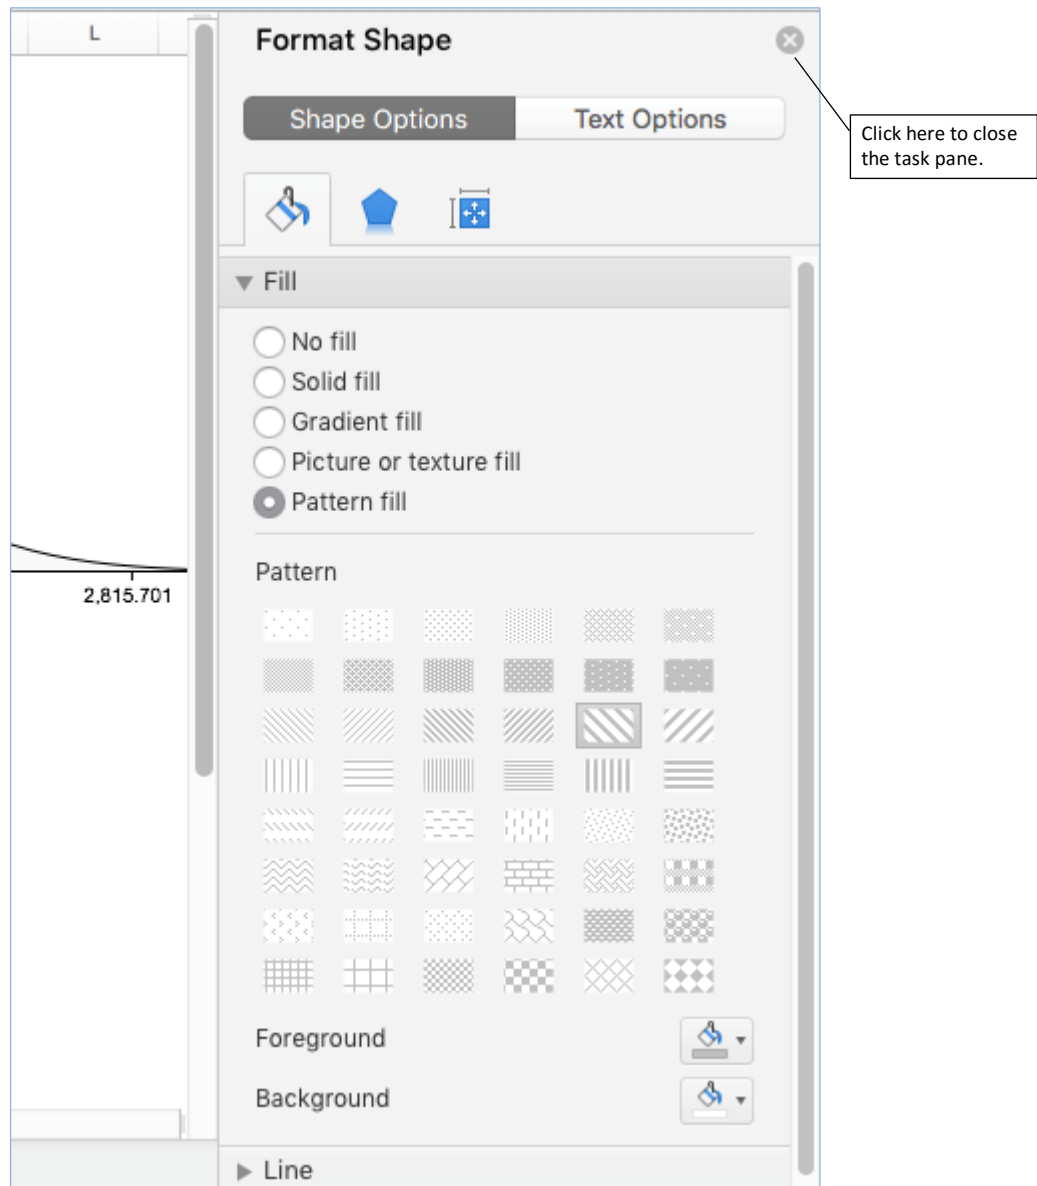 L
Format Shape
Shape Options
Text Options
Click here to close
the task pane.
Fill
No fill
Solid fill
Gradient fill
Picture or texture fill
Pattern fill
2,815.701
Pattern
Foreground
Background
Line